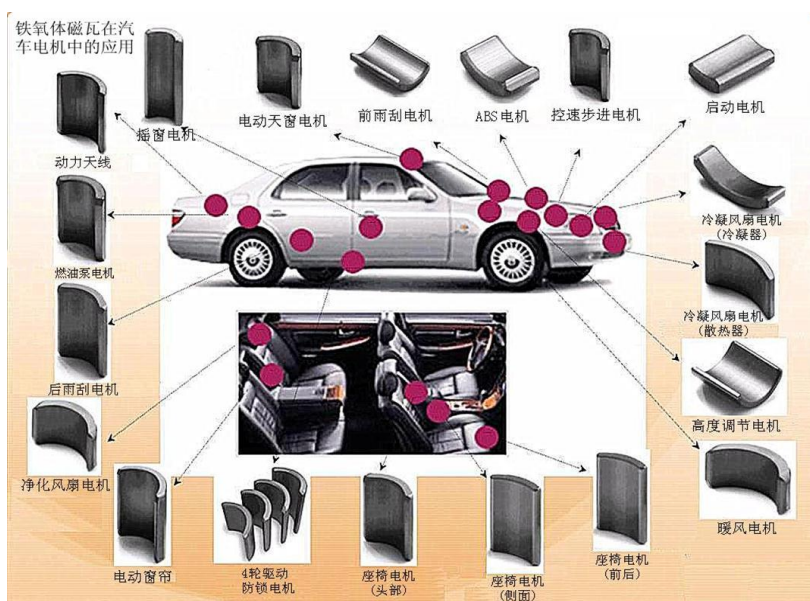 铁氧体磁瓦在汽
车电机中的应用
摇窗电机
电动天窗电机
前雨刮电机
ABS电机
控速步进电机
启动电机
动力天线
冷凝风扇电机
(冷凝器)
燃油泵电机
冷凝风扇电机
(散热器)
后雨刮电机
高度调节电机
净化风扇电机
暖风电机
电动窗帘
4轮驱动
防锁电机
座椅电机
(头部)
座椅电机
(侧面)
座椅电机
(前后)